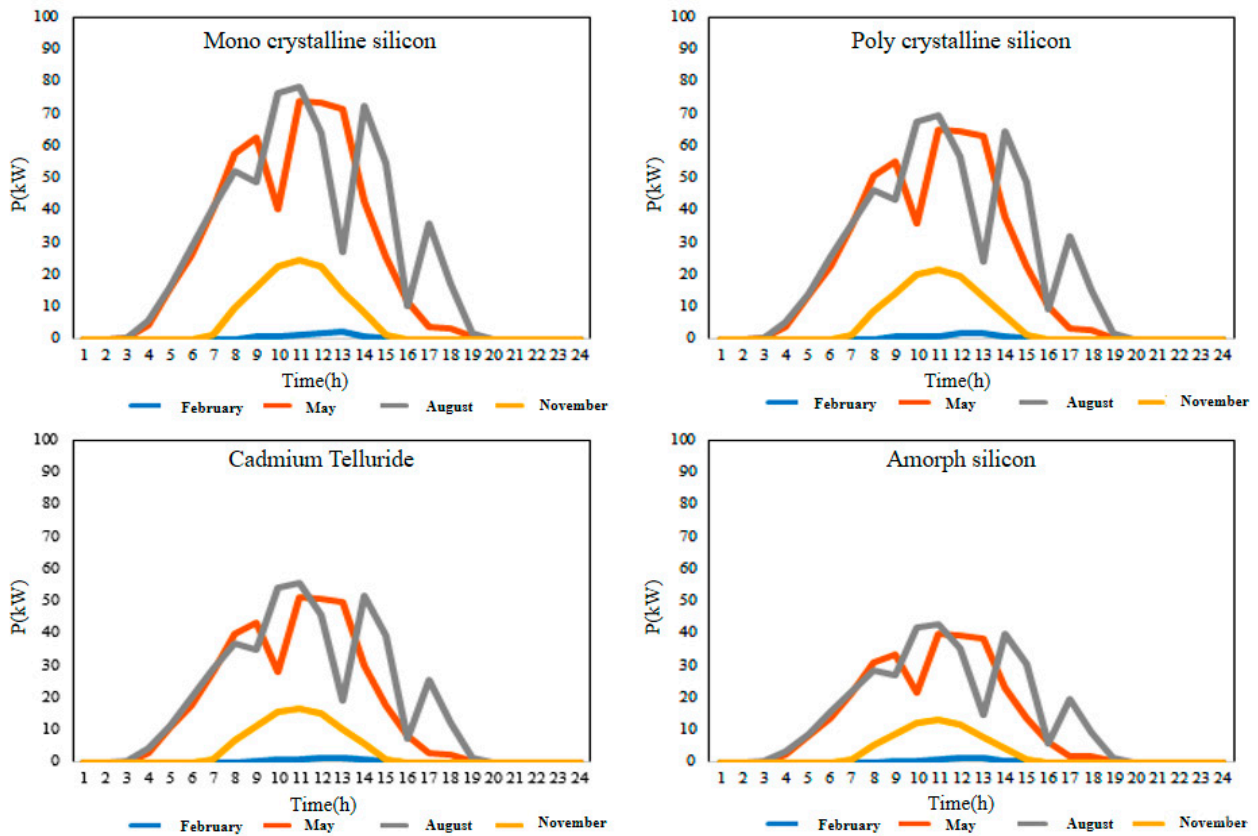 Mono crystalline silicon
100
90
80
70
60
50
40
30
20
10
0
P(kW)
1 2 3 4 5 6 7 8 9 10 11 12 13 14 15 16 17 18 19 20 21 22 23 24
Time(h)
February May August November
Poly crystalline silicon
100
90
80
70
60
50
40
30
20
10
0
P(kW)
1 2 3 4 5 6 7 8 9 10 11 12 13 14 15 16 17 18 19 20 21 22 23 24
Time(h)
February May August November
Cadmium Telluride
100
90
80
70
60
50
40
30
20
10
0
P(kW)
1 2 3 4 5 6 7 8 9 10 11 12 13 14 15 16 17 18 19 20 21 22 23 24
Time(h)
February May August November
Amorph silicon
100
90
80
70
60
50
40
30
20
10
0
P(kW)
1 2 3 4 5 6 7 8 9 10 11 12 13 14 15 16 17 18 19 20 21 22 23 24
Time(h)
February May August November